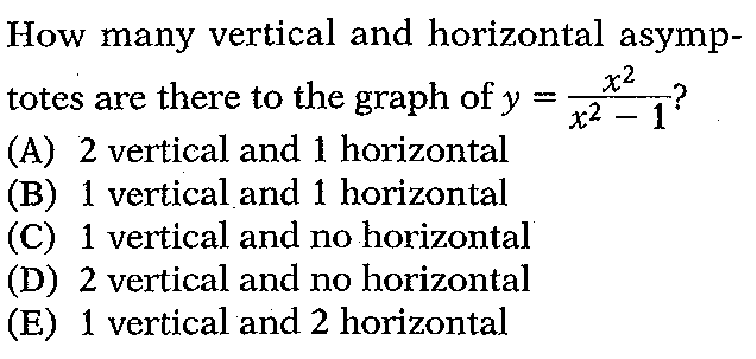 How many vertical and horizontal asymp-
totes are there to the graph of y = x²/(x² − 1)?
(A) 2 vertical and 1 horizontal
(B) 1 vertical and 1 horizontal
(C) 1 vertical and no horizontal
(D) 2 vertical and no horizontal
(E) 1 vertical and 2 horizontal